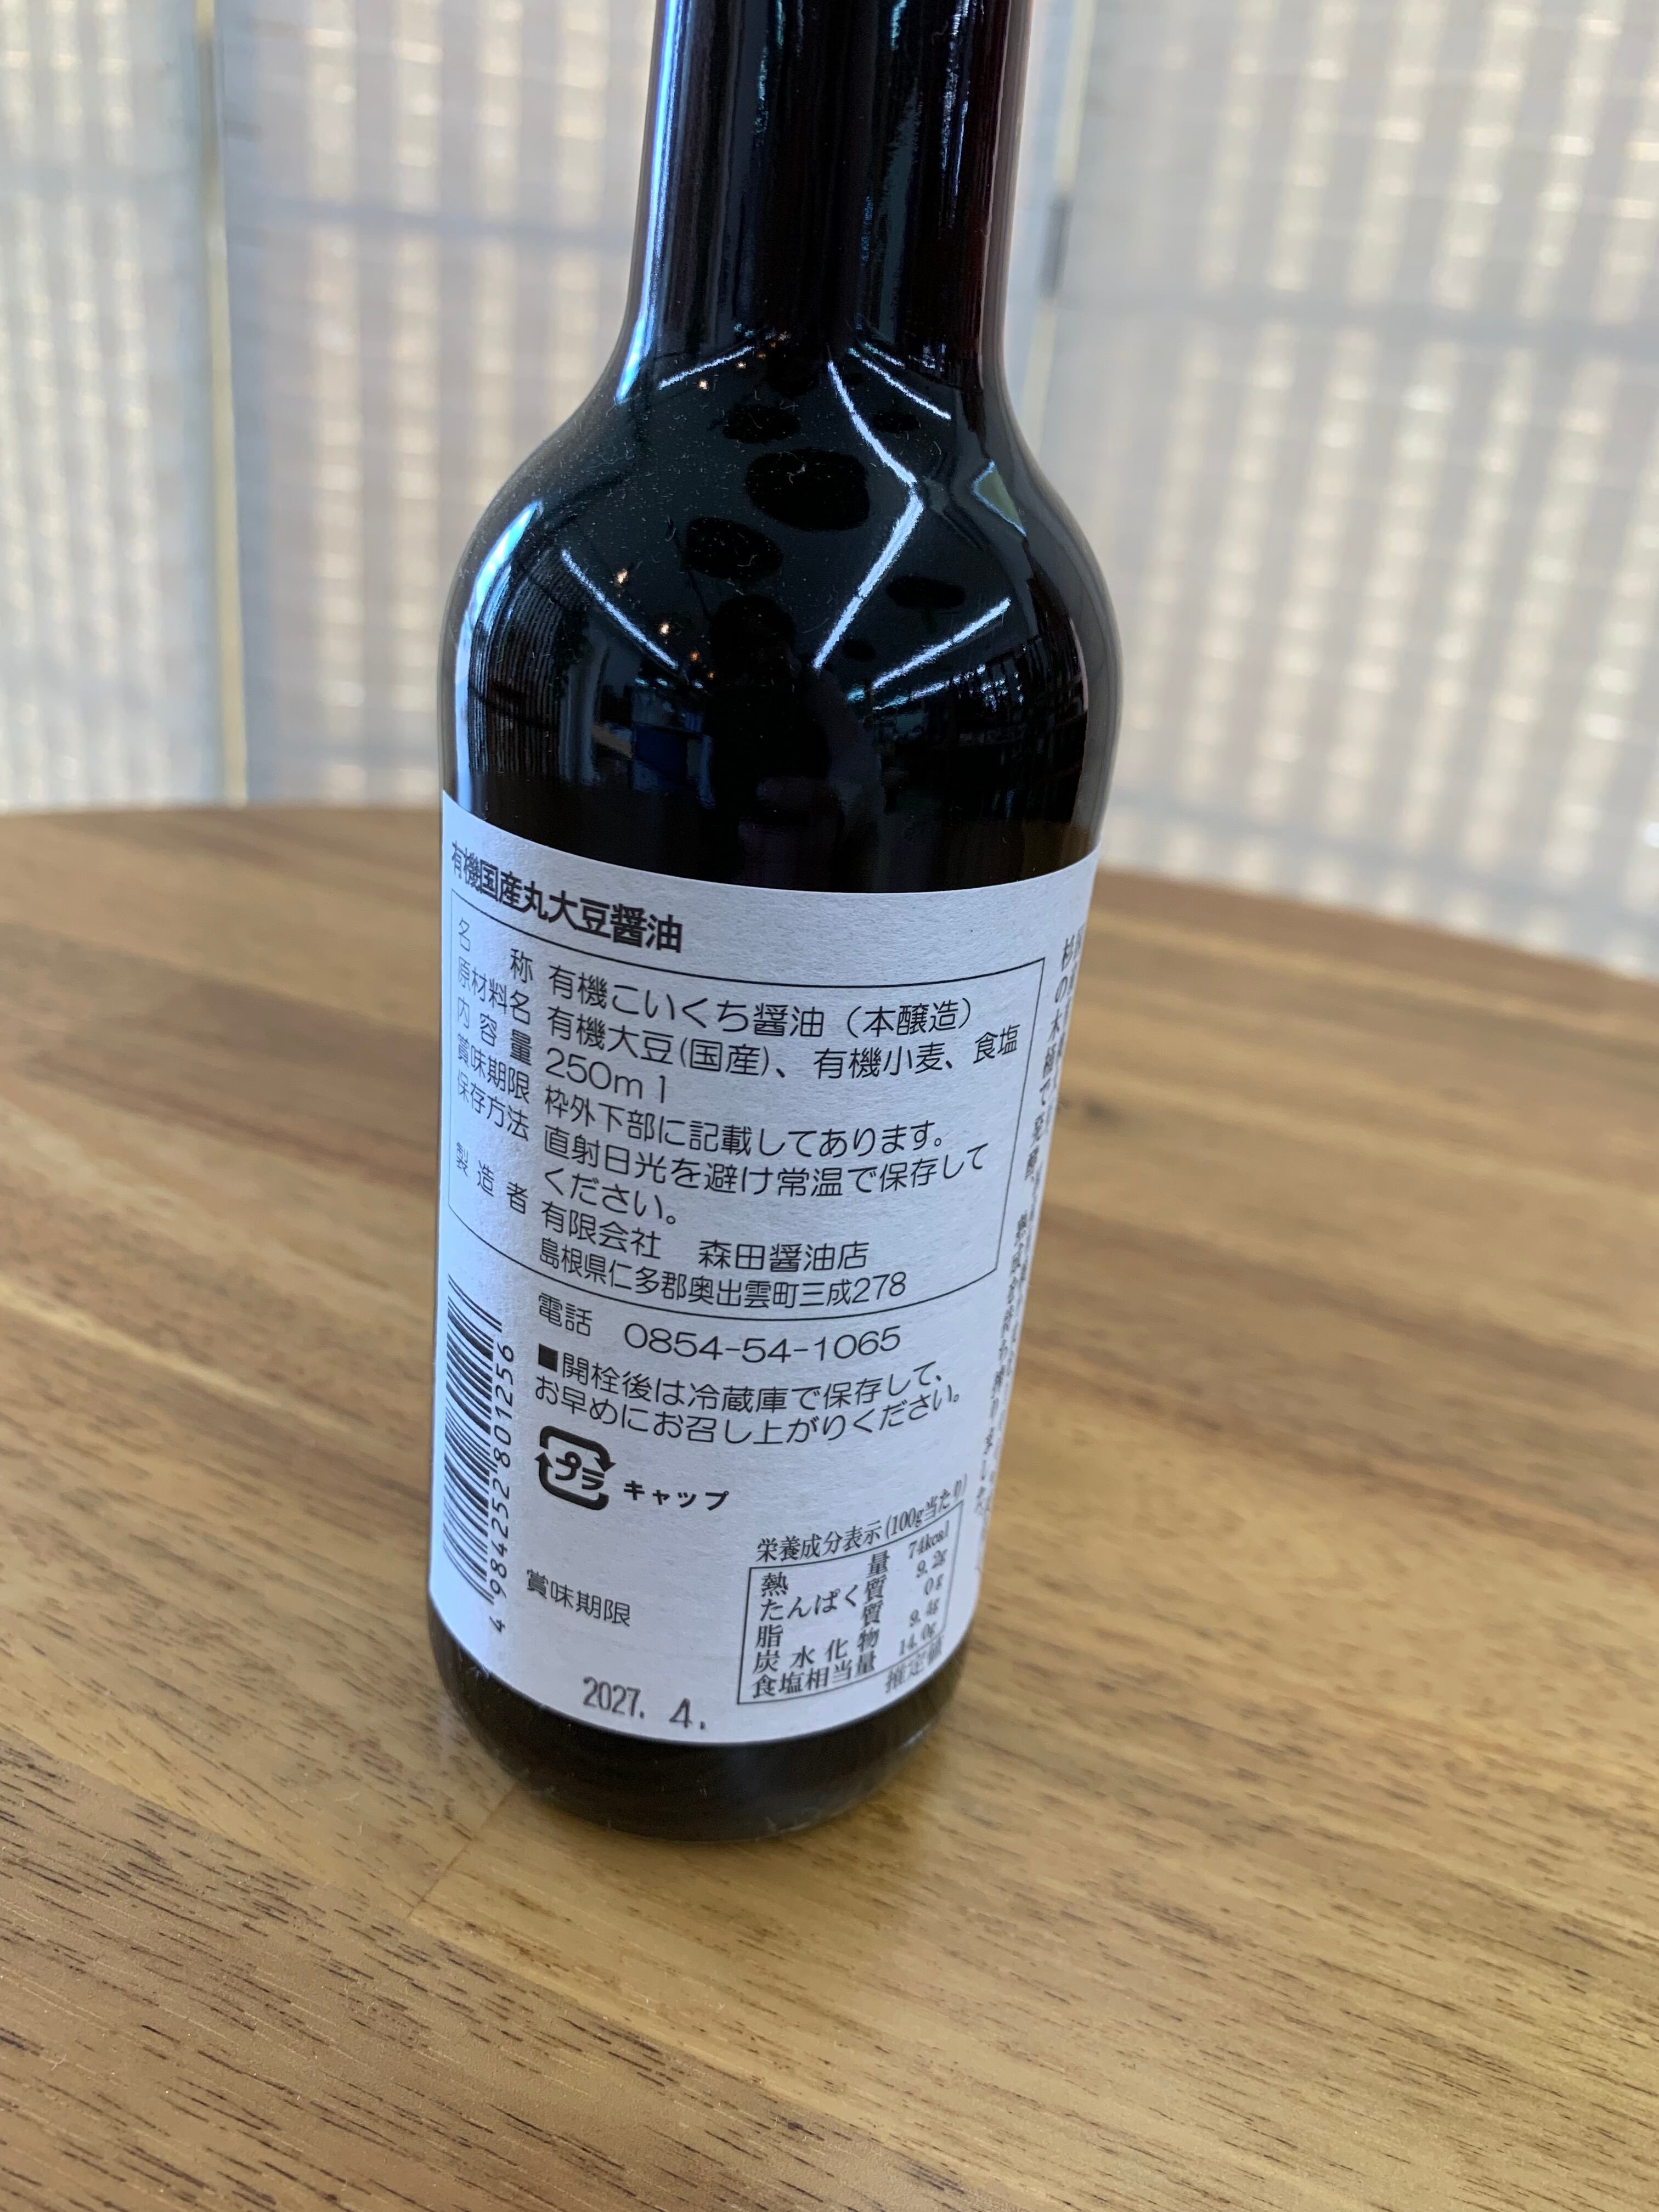 有機国産丸大豆醤油
名称 有機こいくち醤油（本醸造）
原材料名 有機大豆(国産)、有機小麦、食塩
内容量 250ml
賞味期限 枠外下部に記載してあります。
保存方法 直射日光を避け常温で保存して
ください。
製造者 有限会社 森田醤油店
島根県仁多郡奥出雲町三成278
電話 0854-54-1065
■開栓後は冷蔵庫で保存して、
お早めにお召し上がりください。
プラ キャップ
4984252801256
賞味期限
2027. 4.
栄養成分表示(100g当たり)
熱量 74kcal
たんぱく質 9.2g
脂質 0g
炭水化物 9.4g
食塩相当量 14.0g
推定値
杉の木桶で発酵